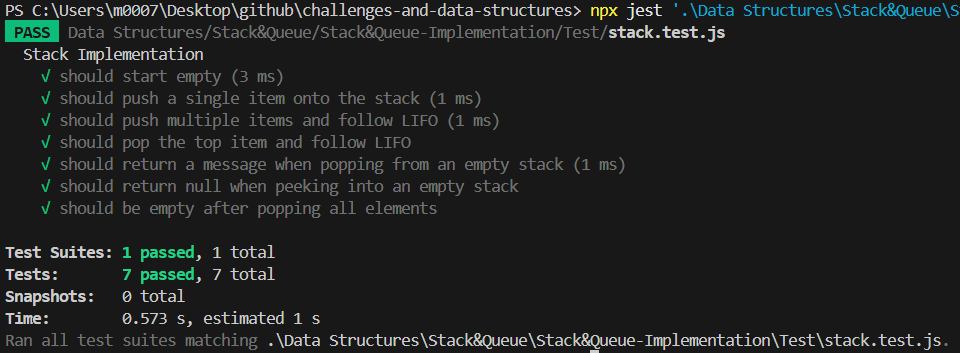 PS C:\Users\m0007\Desktop\github\challenges-and-data-structures> npx jest '.\Data Structures\Stack&Queue\S
PASS Data Structures/Stack&Queue/Stack&Queue-Implementation/Test/stack.test.js
Stack Implementation
√ should start empty (3 ms)
√ should push a single item onto the stack (1 ms)
√ should push multiple items and follow LIFO (1 ms)
√ should pop the top item and follow LIFO
√ should return a message when popping from an empty stack (1 ms)
√ should return null when peeking into an empty stack
√ should be empty after popping all elements
Test Suites: 1 passed, 1 total
Tests: 7 passed, 7 total
Snapshots: 0 total
Time: 0.573 s, estimated 1 s
Ran all test suites matching .\Data Structures\Stack&Queue\Stack&Queue-Implementation\Test\stack.test.js.